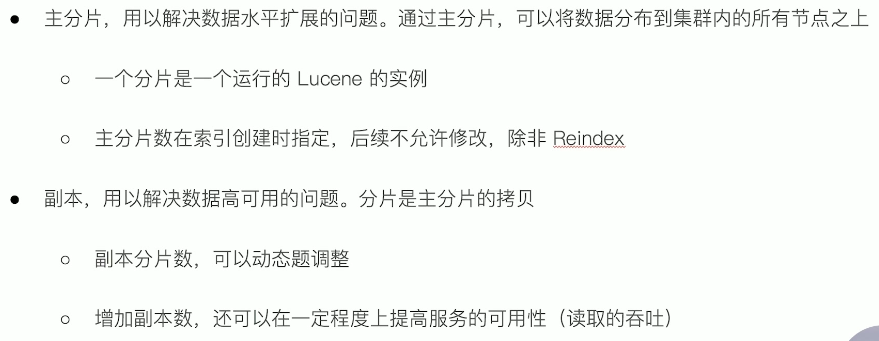 ● 主分片，用以解决数据水平扩展的问题。通过主分片，可以将数据分布到集群内的所有节点之上
○ 一个分片是一个运行的 Lucene 的实例
○ 主分片数在索引创建时指定，后续不允许修改，除非 Reindex
● 副本，用以解决数据高可用的问题。分片是主分片的拷贝
○ 副本分片数，可以动态题调整
○ 增加副本数，还可以在一定程度上提高服务的可用性（读取的吞吐）